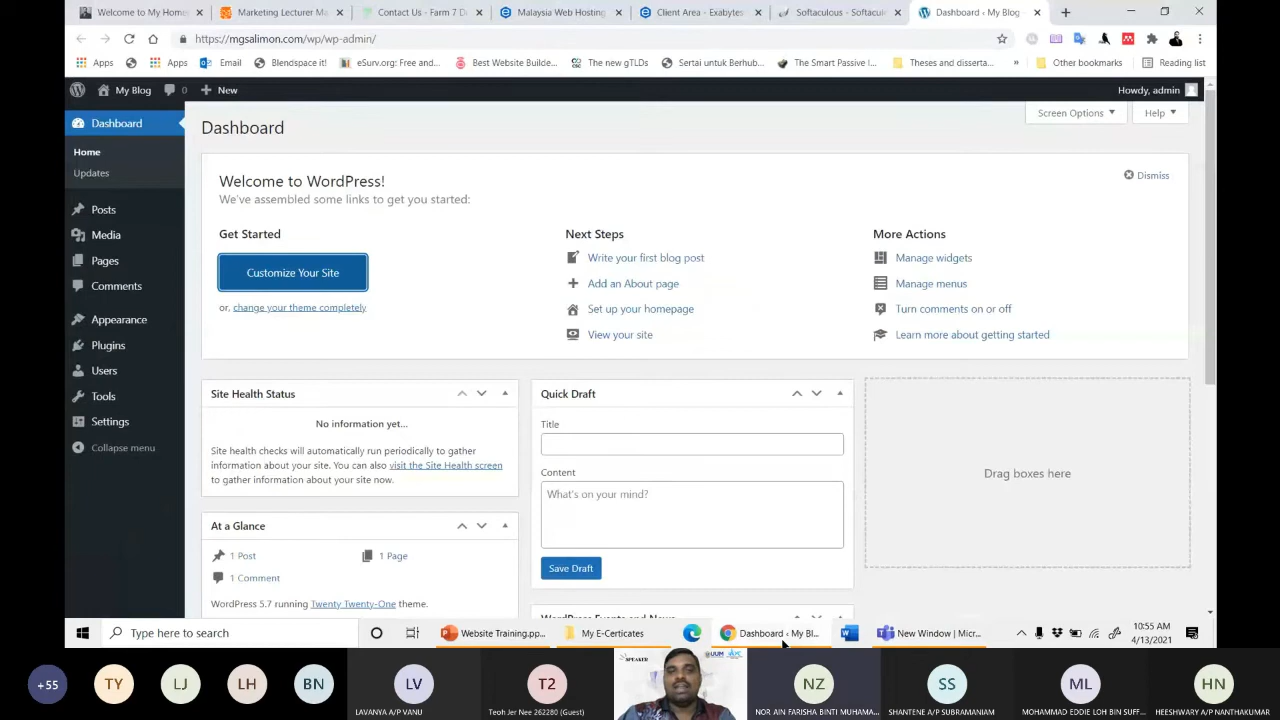 Welcome to My Homep
Marketing Lecturer M
Contact Us - Farm 7 D
Malaysia Web Hosting
Client Area - Exabytes
Softaculous - Softacul
Dashboard ‹ My Blog –
https://mgsalimon.com/wp/wp-admin/
Apps
Apps
Email
Blendspace it!
eSurv.org: Free and...
Best Website Builde...
The new gTLDs
Sertai untuk Berhub...
The Smart Passive I...
Theses and disserta...
»
Other bookmarks
Reading list
My Blog
0
+ New
Howdy, admin
Dashboard
Home
Updates
Posts
Media
Pages
Comments
Appearance
Plugins
Users
Tools
Settings
Collapse menu
Dashboard
Screen Options
Help
Welcome to WordPress!
We've assembled some links to get you started:
Dismiss
Get Started
Customize Your Site
or, change your theme completely
Next Steps
Write your first blog post
Add an About page
Set up your homepage
View your site
More Actions
Manage widgets
Manage menus
Turn comments on or off
Learn more about getting started
Site Health Status
No information yet...
Site health checks will automatically run periodically to gather
information about your site. You can also visit the Site Health screen
to gather information about your site now.
At a Glance
1 Post
1 Page
1 Comment
WordPress 5.7 running Twenty Twenty-One theme.
Quick Draft
Title
Content
What's on your mind?
Save Draft
WordPress Events and News
Drag boxes here
Type here to search
Website Training.pp...
My E-Certicates
Dashboard ‹ My Bl...
New Window | Micr...
10:55 AM
4/13/2021
+55
TY
LJ
LH
BN
LV
LAVANYA A/P VANU
T2
Teoh Jer Nee 262280 (Guest)
SPEAKER
UUM
NZ
NOR AIN FARISHA BINTI MUHAMA...
SS
SHANTENE A/P SUBRAMANIAM
ML
MOHAMMAD EDDIE LOH BIN SUFF...
HN
HEESHWARY A/P NANTHAKUMAR